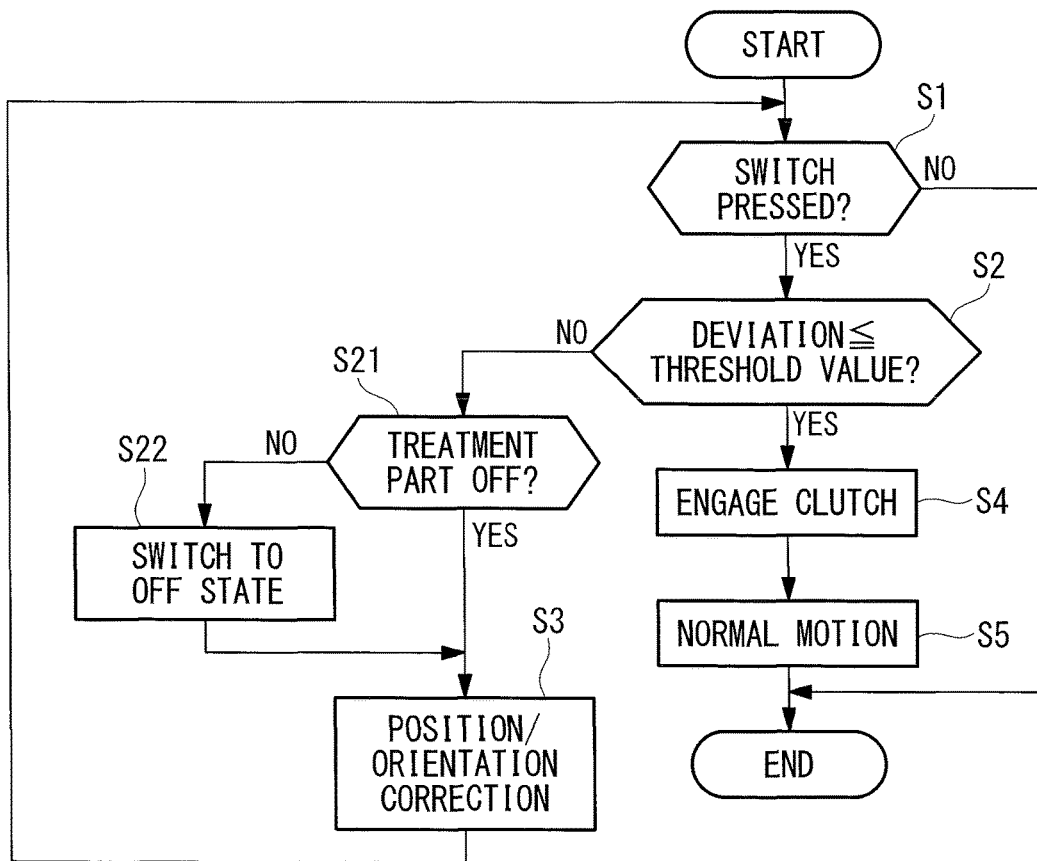 START
S1
SWITCH
PRESSED?
NO
YES
S2
DEVIATION≦
THRESHOLD VALUE?
NO
YES
S21
TREATMENT
PART OFF?
NO
YES
S22
SWITCH TO
OFF STATE
ENGAGE CLUTCH
S4
S3
POSITION/
ORIENTATION
CORRECTION
NORMAL MOTION
S5
END